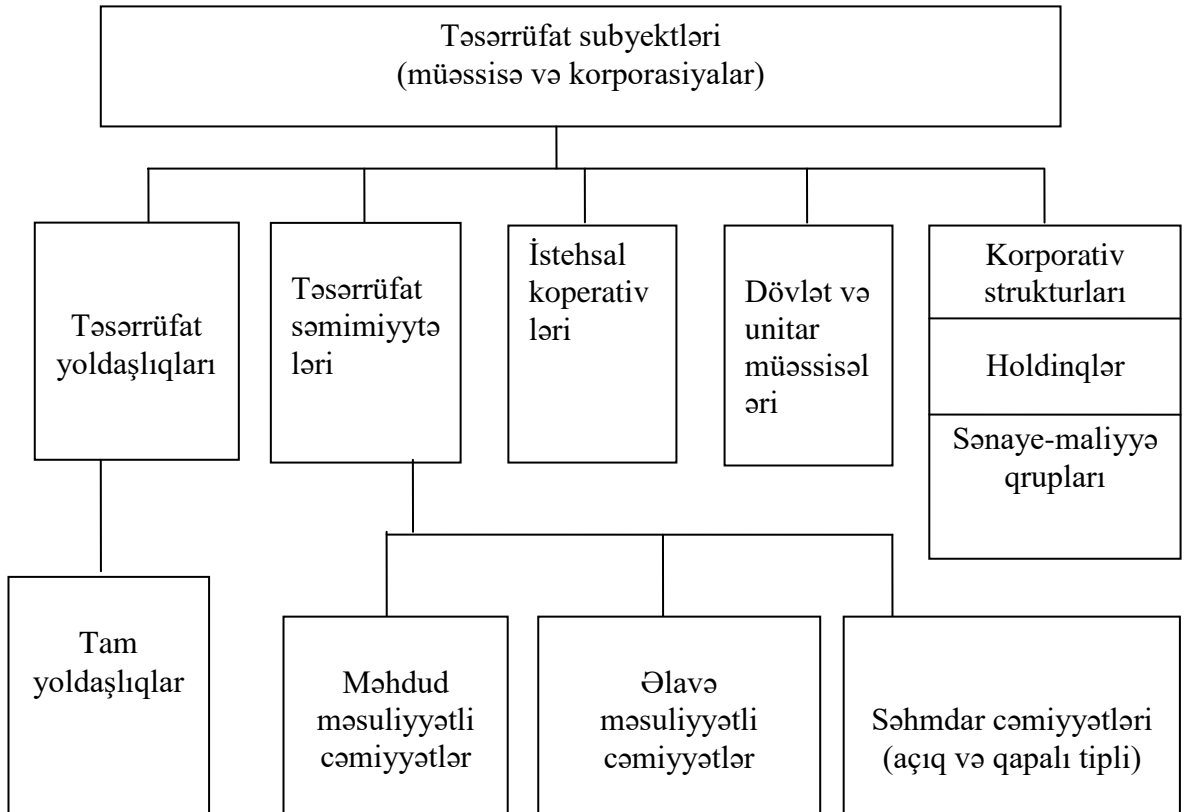 Təsərrüfat subyektləri
(müəssisə və korporasiyalar)
Təsərrüfat
yoldaşlıqları
Təsərrüfat
səmimiyytə
ləri
İstehsal
koperativ
ləri
Dövlət və
unitar
müəssisəl
əri
Korporativ
strukturları
Holdinqlər
Sənaye-maliyyə
qrupları
Tam
yoldaşlıqlar
Məhdud
məsuliyyətli
cəmiyyətlər
Əlavə
məsuliyyətli
cəmiyyətlər
Səhmdar cəmiyyətləri
(açıq və qapalı tipli)